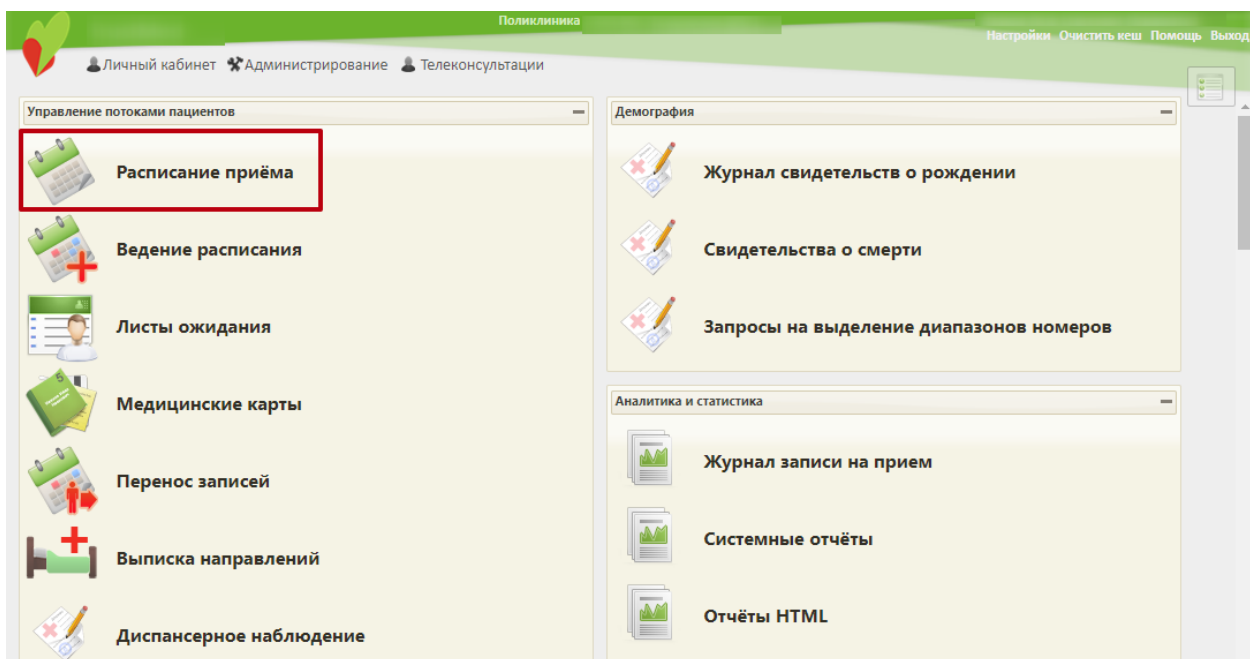 Поликлиника
Настройки Очистить кеш Помощь Выход
Личный кабинет Администрирование Телеконсультации
Управление потоками пациентов
Расписание приёма
Ведение расписания
Листы ожидания
Медицинские карты
Перенос записей
Выписка направлений
Диспансерное наблюдение
Демография
Журнал свидетельств о рождении
Свидетельства о смерти
Запросы на выделение диапазонов номеров
Аналитика и статистика
Журнал записи на прием
Системные отчёты
Отчёты HTML